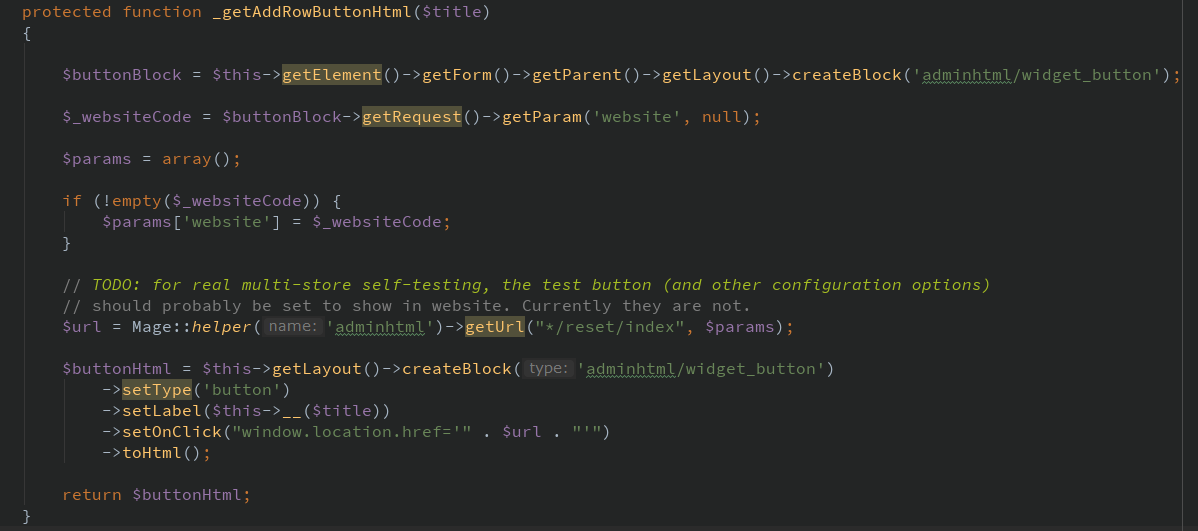 protected function _getAddRowButtonHtml($title)
{
$buttonBlock = $this->getElement()->getForm()->getParent()->getLayout()->createBlock('adminhtml/widget_button');
$_websiteCode = $buttonBlock->getRequest()->getParam('website', null);
$params = array();
if (!empty($_websiteCode)) {
$params['website'] = $_websiteCode;
}
// TODO: for real multi-store self-testing, the test button (and other configuration options)
// should probably be set to show in website. Currently they are not.
$url = Mage::helper( name: 'adminhtml')->getUrl("*/reset/index", $params);
$buttonHtml = $this->getLayout()->createBlock( type: 'adminhtml/widget_button')
->setType('button')
->setLabel($this->__($title))
->setOnClick("window.location.href='" . $url . "'")
->toHtml();
return $buttonHtml;
}